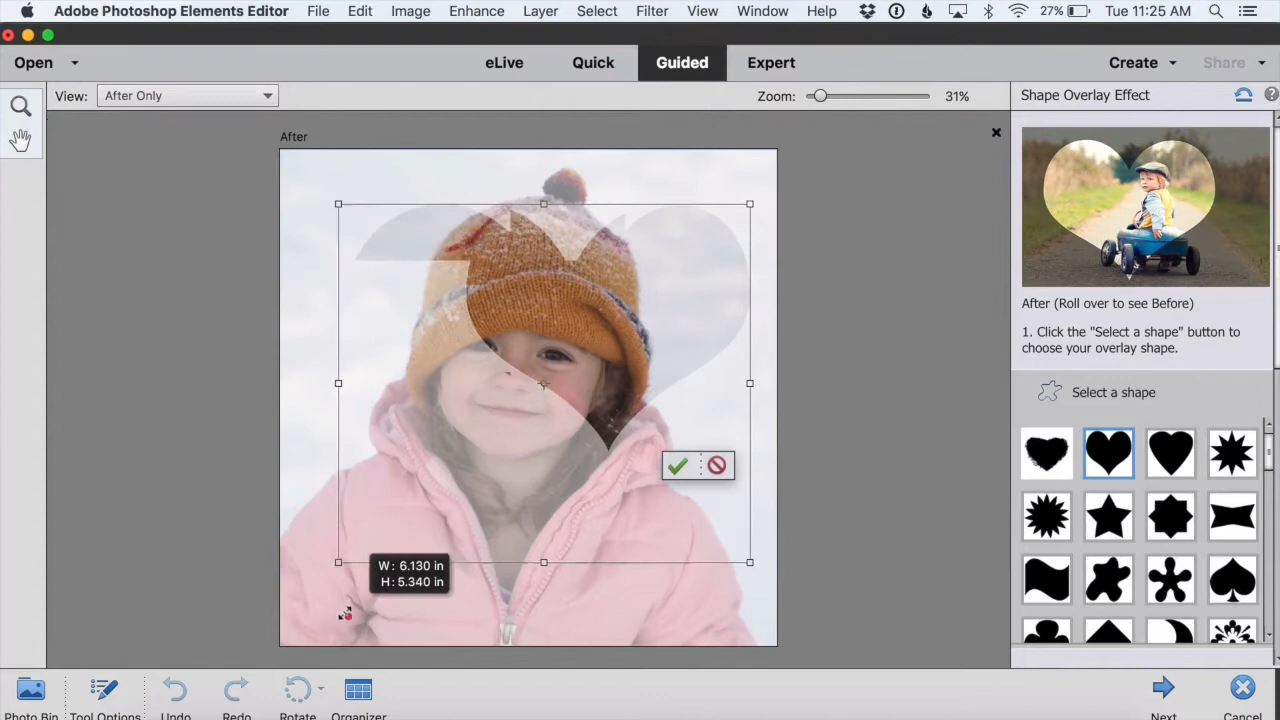 Adobe Photoshop Elements Editor File Edit Image Enhance Layer Select Filter View Window Help 27% Tue 11:25 AM
Open eLive Quick Guided Expert Create Share
View: After Only Zoom: 31% Shape Overlay Effect
After
After (Roll over to see Before)
1. Click the "Select a shape" button to
choose your overlay shape.
Select a shape
W: 6.130 in
H: 5.340 in
Photo Bin Tool Options Undo Redo Rotate Organizer Next Cancel